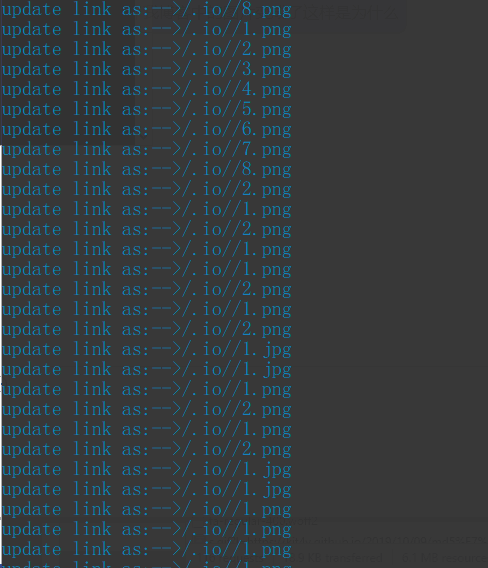 update link as:-->/.io//8.png
update link as:-->/.io//1.png
update link as:-->/.io//2.png
update link as:-->/.io//3.png
update link as:-->/.io//4.png
update link as:-->/.io//5.png
update link as:-->/.io//6.png
update link as:-->/.io//7.png
update link as:-->/.io//8.png
update link as:-->/.io//2.png
update link as:-->/.io//1.png
update link as:-->/.io//2.png
update link as:-->/.io//1.png
update link as:-->/.io//1.png
update link as:-->/.io//2.png
update link as:-->/.io//1.png
update link as:-->/.io//2.png
update link as:-->/.io//1.jpg
update link as:-->/.io//1.jpg
update link as:-->/.io//1.png
update link as:-->/.io//2.png
update link as:-->/.io//1.png
update link as:-->/.io//2.png
update link as:-->/.io//1.jpg
update link as:-->/.io//1.jpg
update link as:-->/.io//1.png
update link as:-->/.io//1.png
update link as:-->/.io//1.png
update link as:-->/.io//1.png